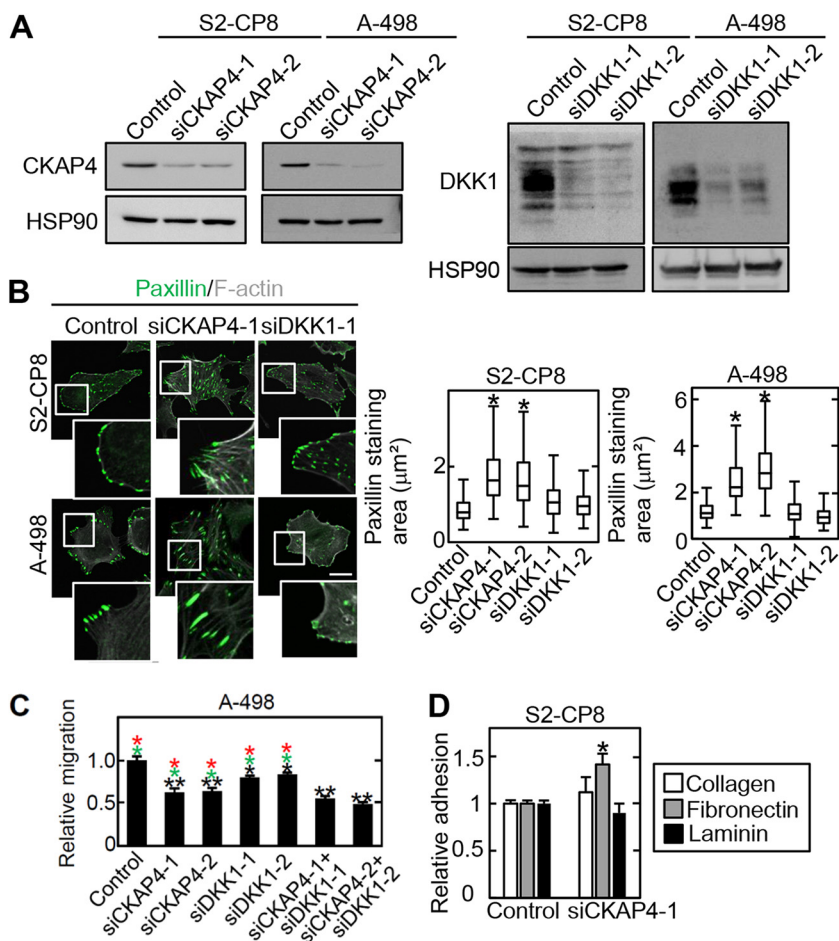 A
S2-CP8 A-498
Control siCKAP4-1 siCKAP4-2 Control siCKAP4-1 siCKAP4-2
CKAP4
HSP90
S2-CP8 A-498
Control siDKK1-1 siDKK1-2 Control siDKK1-1 siDKK1-2
DKK1
HSP90
B
Paxillin/F-actin
Control siCKAP4-1 siDKK1-1
S2-CP8
A-498
S2-CP8
Paxillin staining
area (μm²)
2
1
0
* *
Control siCKAP4-1 siCKAP4-2 siDKK1-1 siDKK1-2
A-498
Paxillin staining
area (μm²)
6
4
2
1
0
* *
Control siCKAP4-1 siCKAP4-2 siDKK1-1 siDKK1-2
C
A-498
Relative migration
1.0
0.5
0
* * * * *
* * * * *
** ** * * ** **
Control
siCKAP4-1
siCKAP4-2
siDKK1-1
siDKK1-2
siCKAP4-1+
siDKK1-1
siCKAP4-2+
siDKK1-2
D
S2-CP8
Relative adhesion
1.5
1
0.5
0
*
Control siCKAP4-1
Collagen
Fibronectin
Laminin